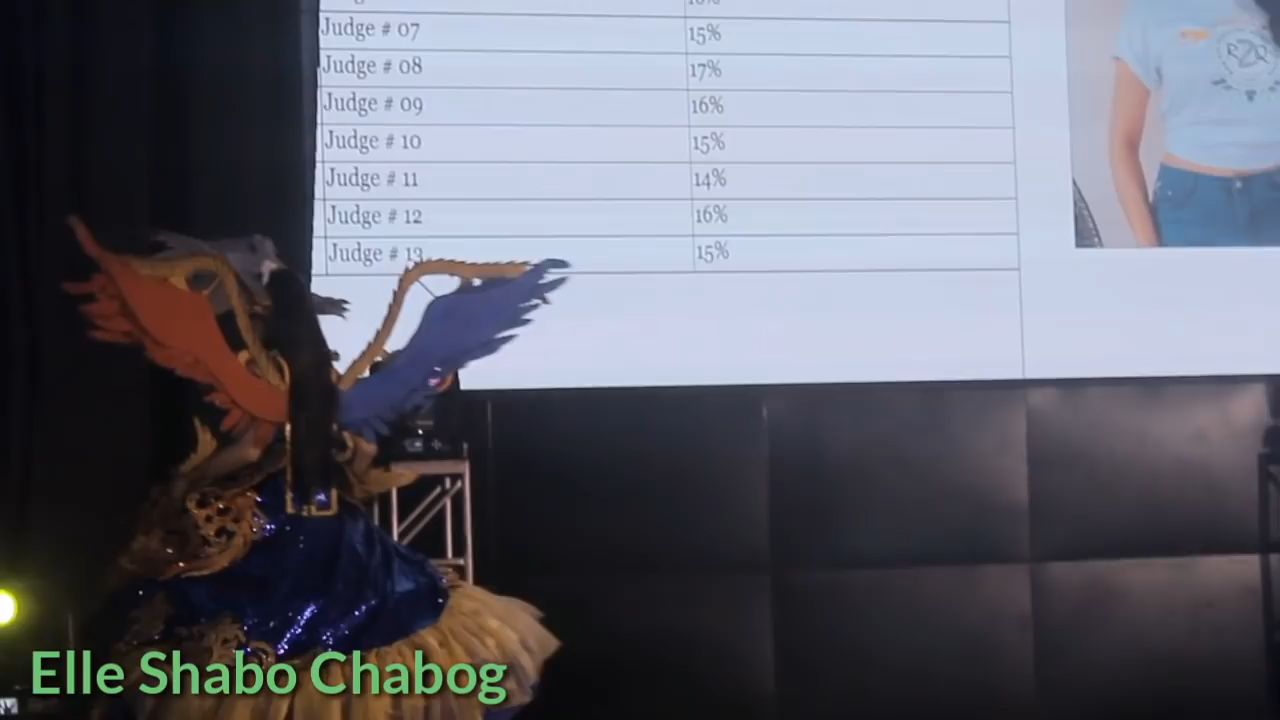 Judge # 07 15%
Judge # 08 17%
Judge # 09 16%
Judge # 10 15%
Judge # 11 14%
Judge # 12 16%
Judge # 13 15%
RZR
Elle Shabo Chabog